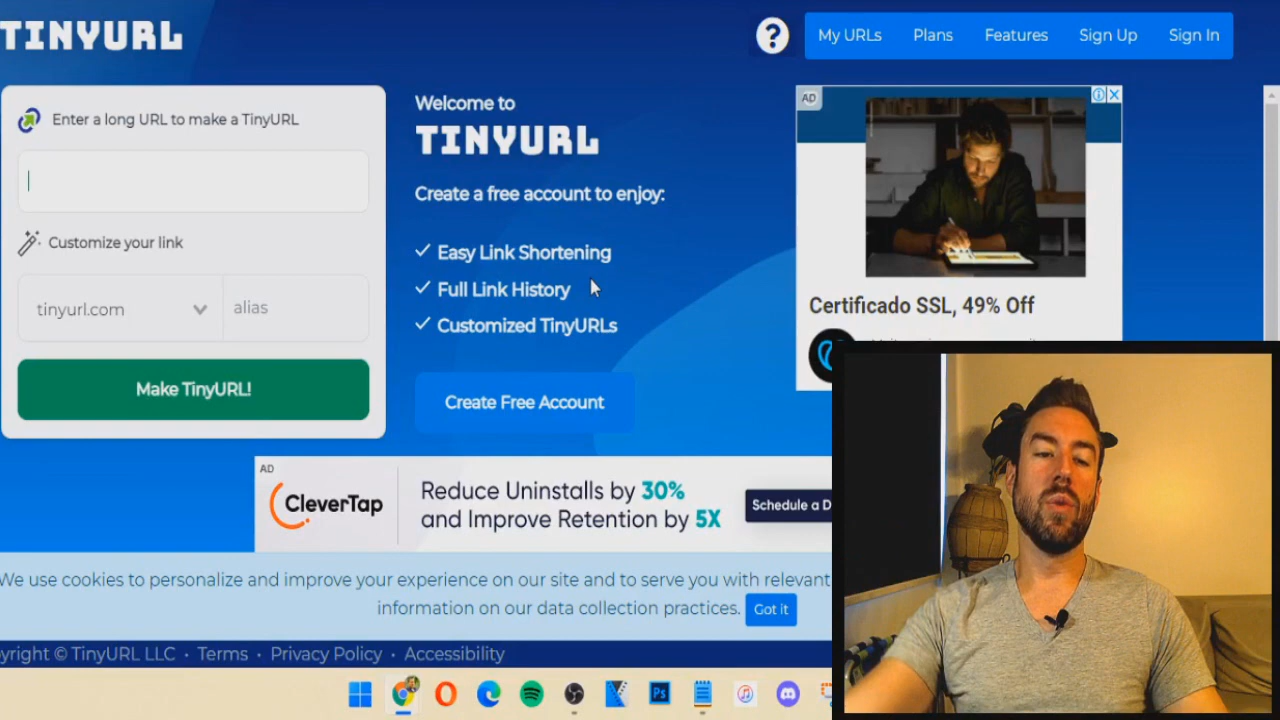 TINYURL
My URLs Plans Features Sign Up Sign In
Enter a long URL to make a TinyURL
Customize your link
tinyurl.com
alias
Make TinyURL!
Welcome to
TINYURL
Create a free account to enjoy:
Easy Link Shortening
Full Link History
Customized TinyURLs
Create Free Account
AD
Certificado SSL, 49% Off
AD
CleverTap
Reduce Uninstalls by 30%
and Improve Retention by 5X
Schedule a D
We use cookies to personalize and improve your experience on our site and to serve you with relevant
information on our data collection practices.
Got it
yright © TinyURL LLC • Terms • Privacy Policy • Accessibility
Ps